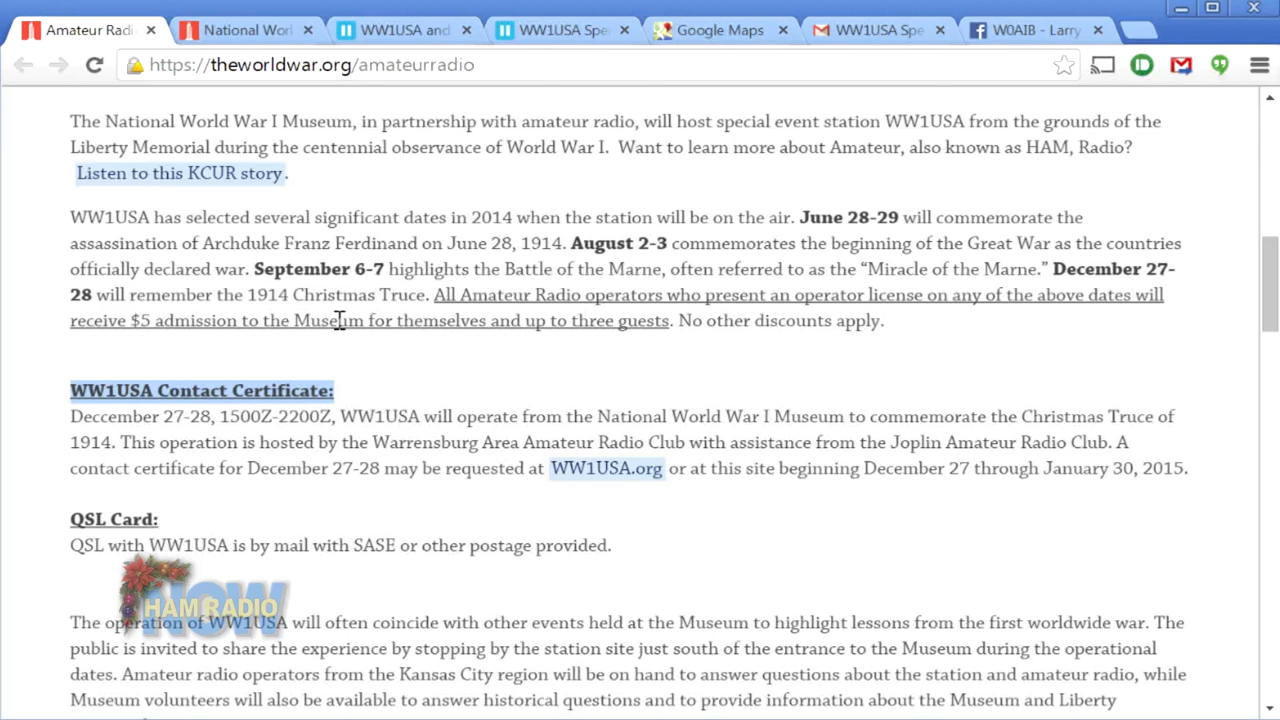 Amateur Radi
National Worl
WW1USA and
WW1USA Spe
Google Maps
WW1USA Spe
W0AIB - Larry
https://theworldwar.org/amateurradio
The National World War I Museum, in partnership with amateur radio, will host special event station WW1USA from the grounds of the
Liberty Memorial during the centennial observance of World War I. Want to learn more about Amateur, also known as HAM, Radio?
Listen to this KCUR story.
WW1USA has selected several significant dates in 2014 when the station will be on the air. June 28-29 will commemorate the
assassination of Archduke Franz Ferdinand on June 28, 1914. August 2-3 commemorates the beginning of the Great War as the countries
officially declared war. September 6-7 highlights the Battle of the Marne, often referred to as the “Miracle of the Marne.” December 27-
28 will remember the 1914 Christmas Truce. All Amateur Radio operators who present an operator license on any of the above dates will
receive $5 admission to the Museum for themselves and up to three guests. No other discounts apply.
WW1USA Contact Certificate:
Deccember 27-28, 1500Z-2200Z, WW1USA will operate from the National World War I Museum to commemorate the Christmas Truce of
1914. This operation is hosted by the Warrensburg Area Amateur Radio Club with assistance from the Joplin Amateur Radio Club. A
contact certificate for December 27-28 may be requested at WW1USA.org or at this site beginning December 27 through January 30, 2015.
QSL Card:
QSL with WW1USA is by mail with SASE or other postage provided.
HAM RADIO
NOW
The operation of WW1USA will often coincide with other events held at the Museum to highlight lessons from the first worldwide war. The
public is invited to share the experience by stopping by the station site just south of the entrance to the Museum during the operational
dates. Amateur radio operators from the Kansas City region will be on hand to answer questions about the station and amateur radio, while
Museum volunteers will also be available to answer historical questions and to provide information about the Museum and Liberty